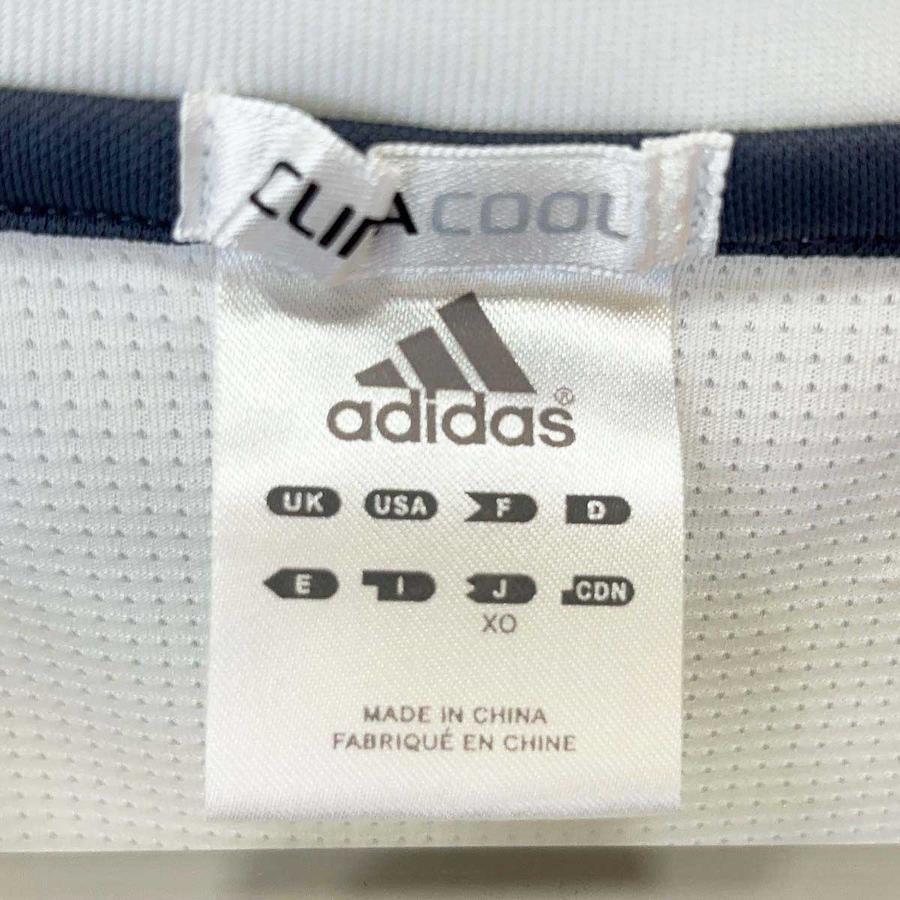 CLIMACOOL
adidas®
UK USA F D
E I J CDN
XO
MADE IN CHINA
FABRIQUÉ EN CHINE